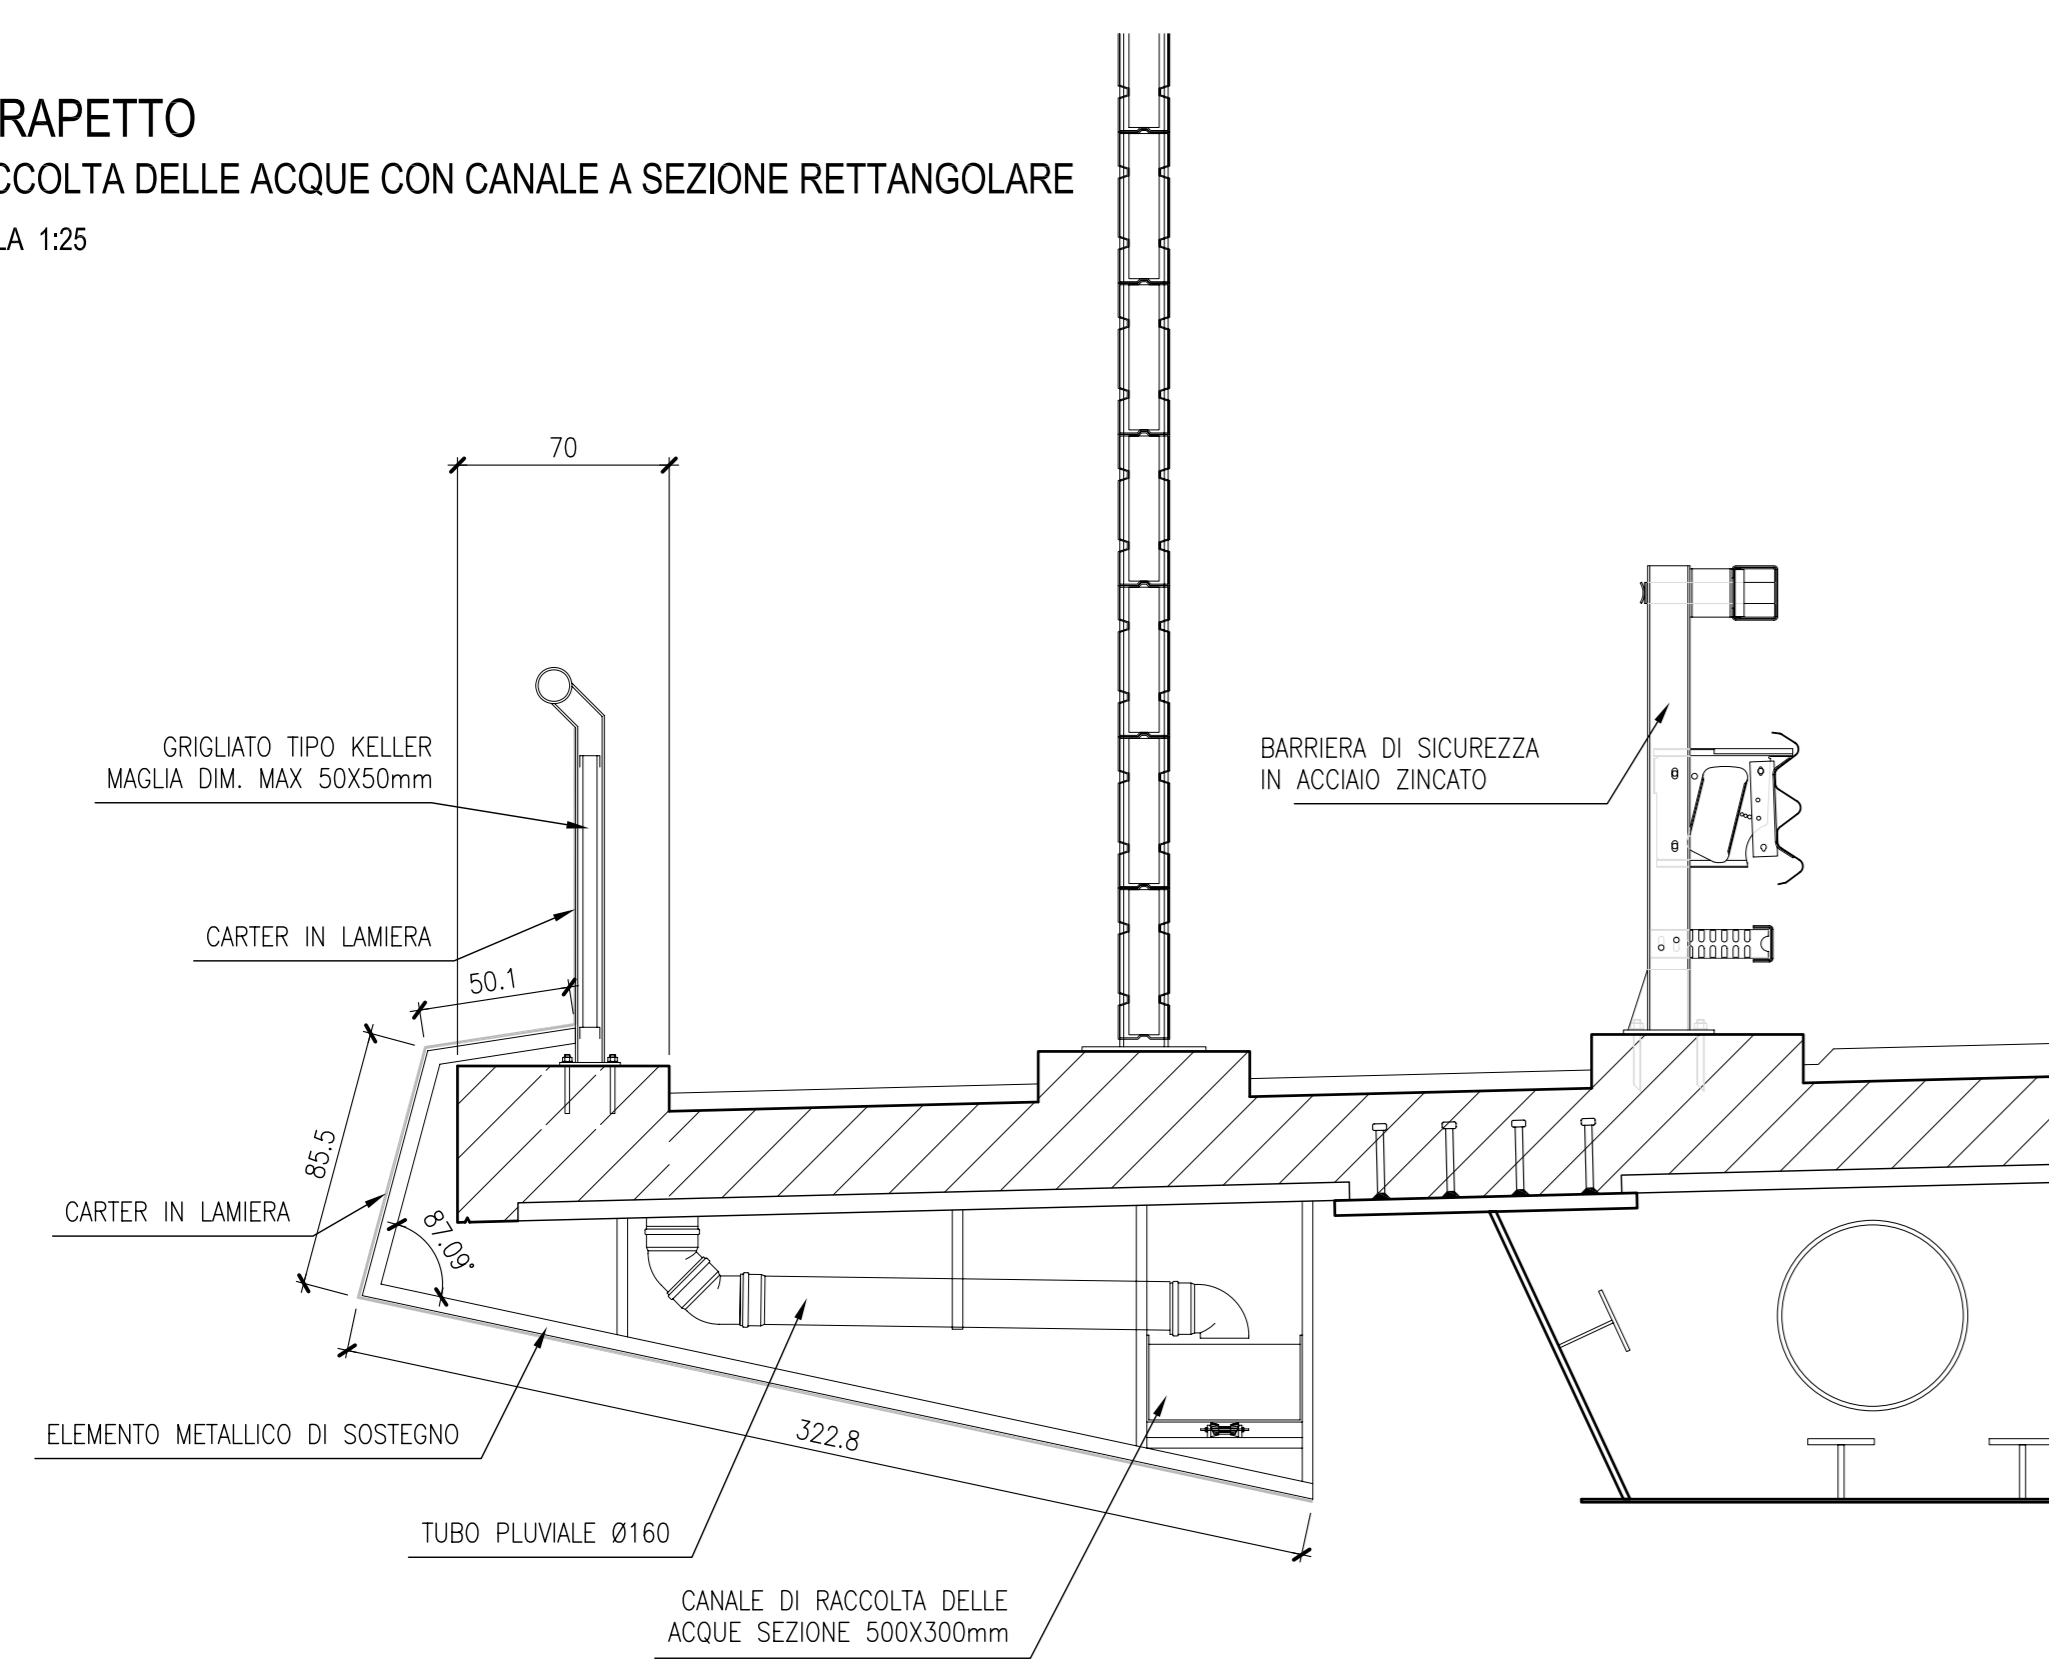 RAPETTO
CCOLTA DELLE ACQUE CON CANALE A SEZIONE RETTANGOLARE
LA 1:25
70
GRIGLIATO TIPO KELLER
MAGLIA DIM. MAX 50X50mm
BARRIERA DI SICUREZZA
IN ACCIAIO ZINCATO
CARTER IN LAMIERA
50.1
85.5
CARTER IN LAMIERA
87.09°
ELEMENTO METALLICO DI SOSTEGNO
322.8
TUBO PLUVIALE Ø160
CANALE DI RACCOLTA DELLE
ACQUE SEZIONE 500X300mm